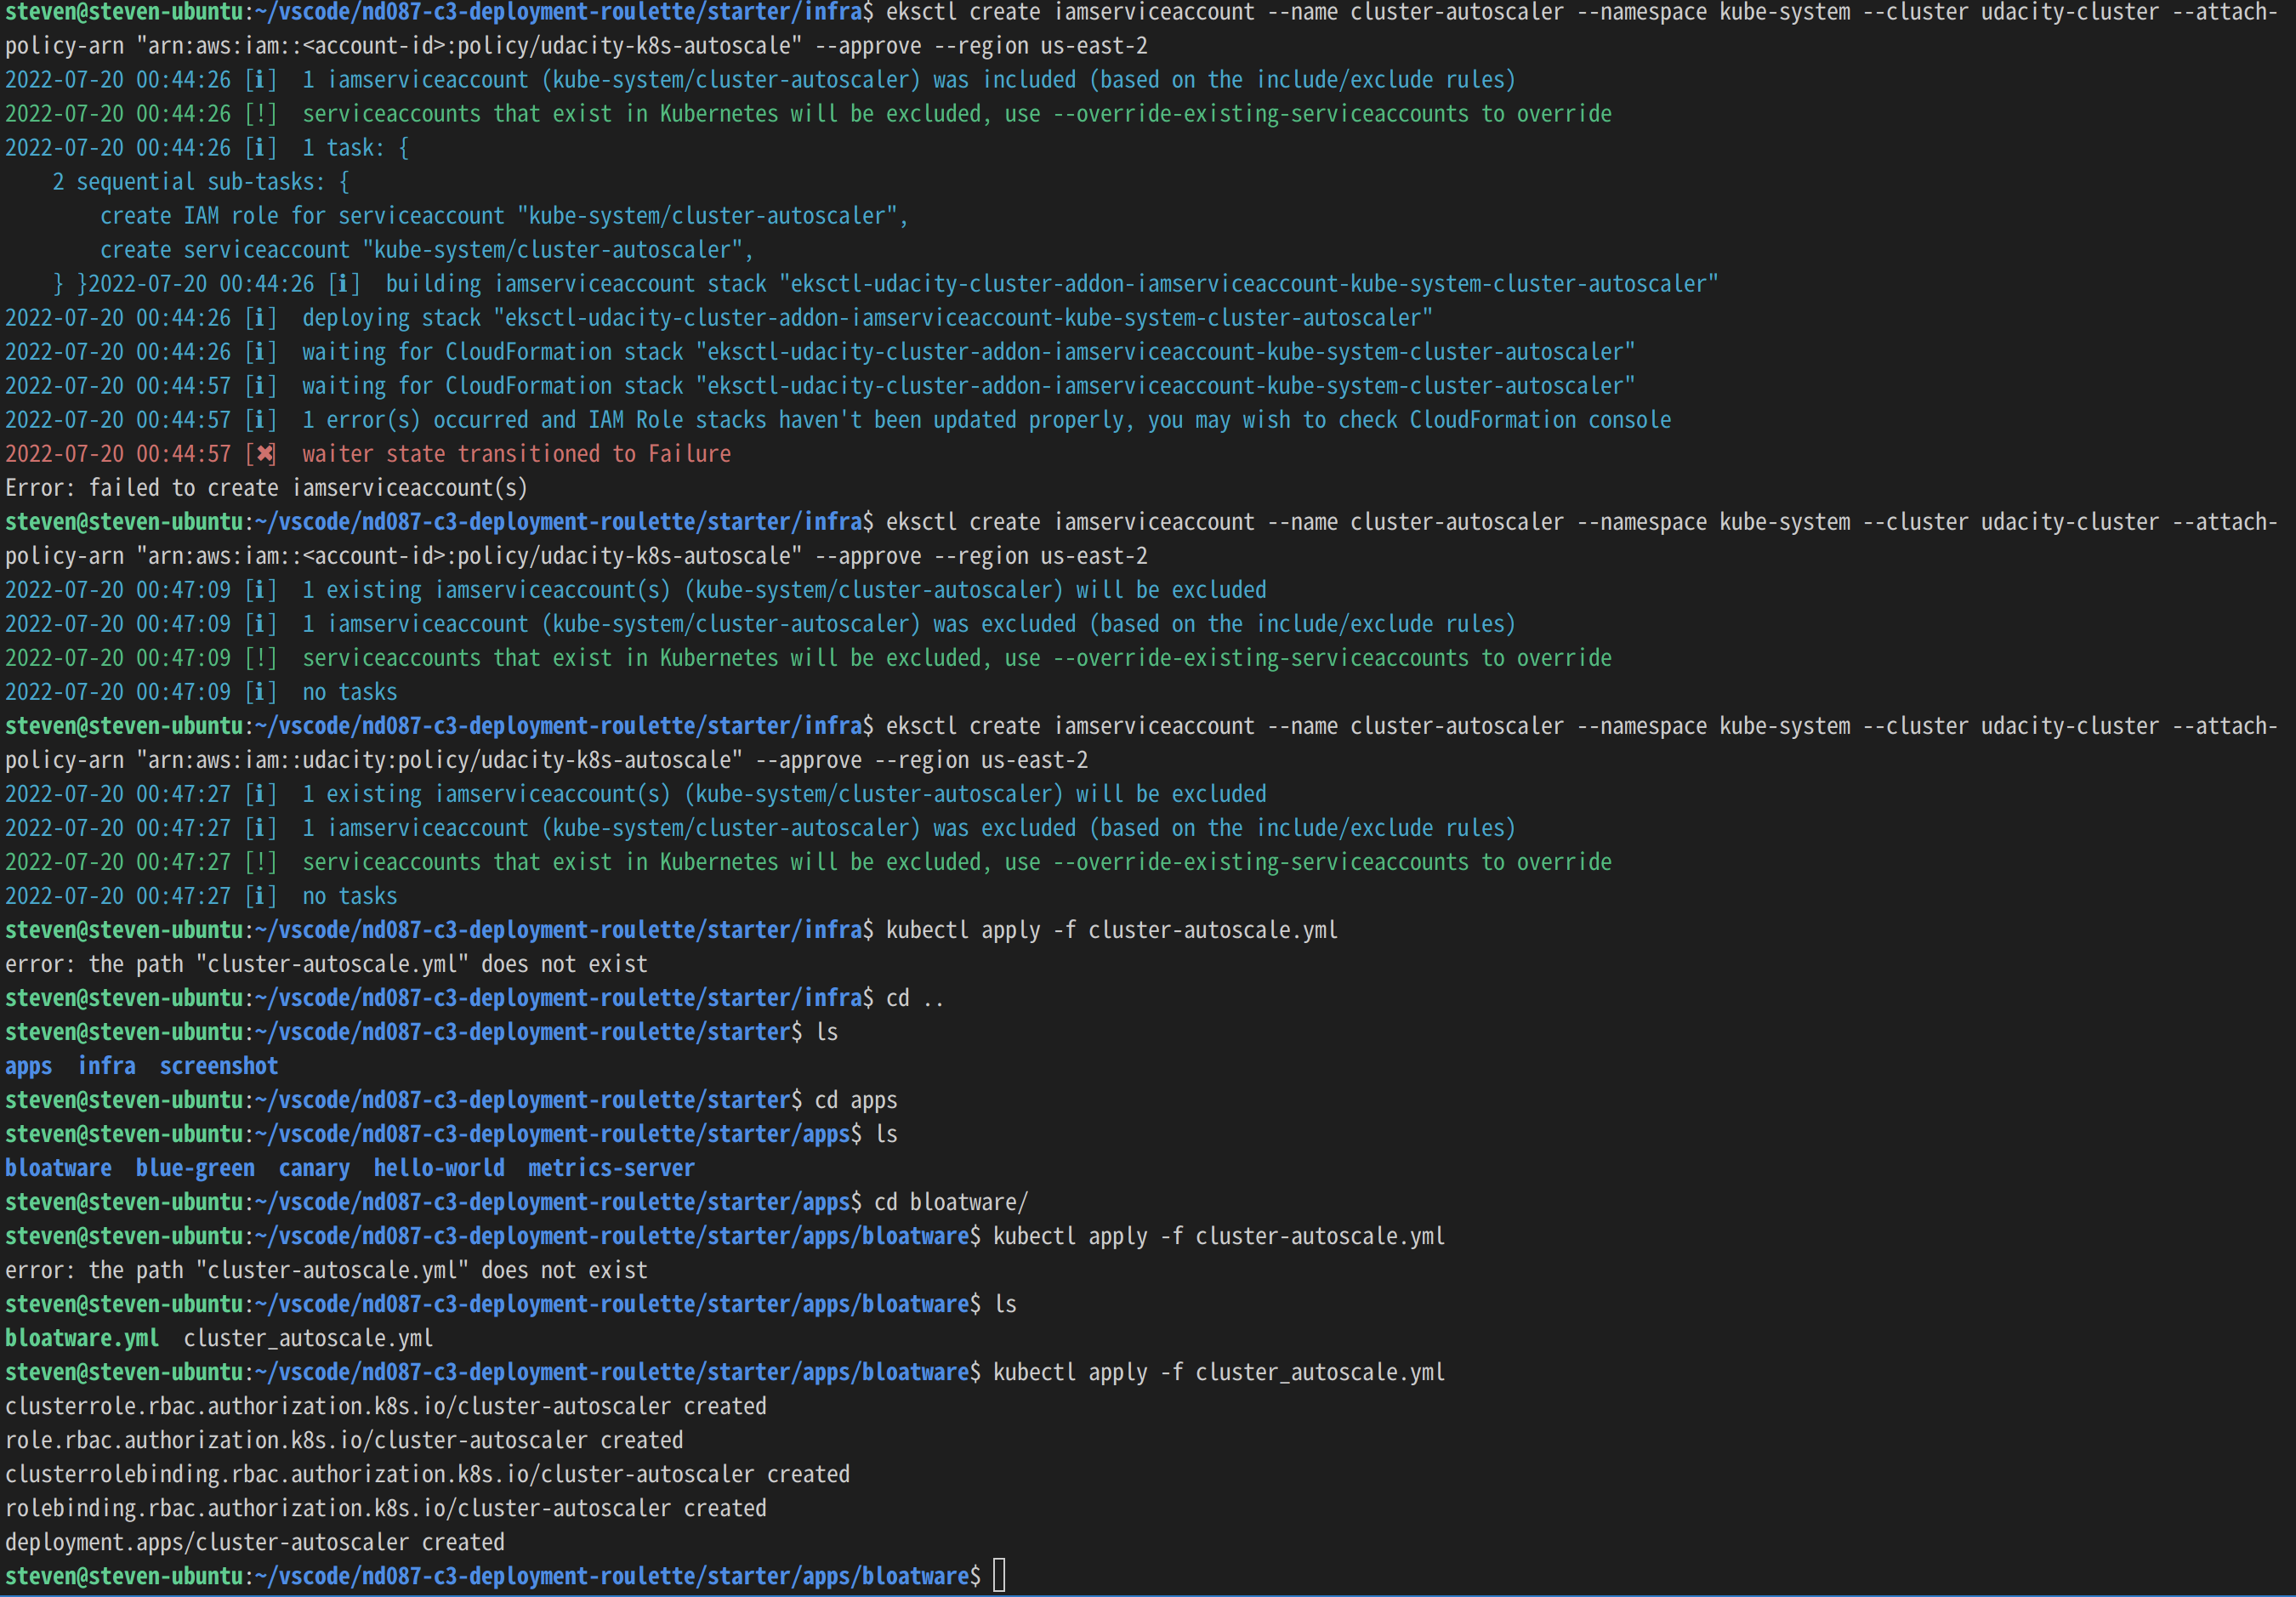 steven@steven-ubuntu:~/vscode/nd087-c3-deployment-roulette/starter/infra$ eksctl create iamserviceaccount --name cluster-autoscaler --namespace kube-system --cluster udacity-cluster --attach-
policy-arn "arn:aws:iam::<account-id>:policy/udacity-k8s-autoscale" --approve --region us-east-2
2022-07-20 00:44:26 [ℹ]  1 iamserviceaccount (kube-system/cluster-autoscaler) was included (based on the include/exclude rules)
2022-07-20 00:44:26 [!]  serviceaccounts that exist in Kubernetes will be excluded, use --override-existing-serviceaccounts to override
2022-07-20 00:44:26 [ℹ]  1 task: {
    2 sequential sub-tasks: {
        create IAM role for serviceaccount "kube-system/cluster-autoscaler",
        create serviceaccount "kube-system/cluster-autoscaler",
    } }2022-07-20 00:44:26 [ℹ]  building iamserviceaccount stack "eksctl-udacity-cluster-addon-iamserviceaccount-kube-system-cluster-autoscaler"
2022-07-20 00:44:26 [ℹ]  deploying stack "eksctl-udacity-cluster-addon-iamserviceaccount-kube-system-cluster-autoscaler"
2022-07-20 00:44:26 [ℹ]  waiting for CloudFormation stack "eksctl-udacity-cluster-addon-iamserviceaccount-kube-system-cluster-autoscaler"
2022-07-20 00:44:57 [ℹ]  waiting for CloudFormation stack "eksctl-udacity-cluster-addon-iamserviceaccount-kube-system-cluster-autoscaler"
2022-07-20 00:44:57 [ℹ]  1 error(s) occurred and IAM Role stacks haven't been updated properly, you may wish to check CloudFormation console
2022-07-20 00:44:57 [✖]  waiter state transitioned to Failure
Error: failed to create iamserviceaccount(s)
steven@steven-ubuntu:~/vscode/nd087-c3-deployment-roulette/starter/infra$ eksctl create iamserviceaccount --name cluster-autoscaler --namespace kube-system --cluster udacity-cluster --attach-
policy-arn "arn:aws:iam::<account-id>:policy/udacity-k8s-autoscale" --approve --region us-east-2
2022-07-20 00:47:09 [ℹ]  1 existing iamserviceaccount(s) (kube-system/cluster-autoscaler) will be excluded
2022-07-20 00:47:09 [ℹ]  1 iamserviceaccount (kube-system/cluster-autoscaler) was excluded (based on the include/exclude rules)
2022-07-20 00:47:09 [!]  serviceaccounts that exist in Kubernetes will be excluded, use --override-existing-serviceaccounts to override
2022-07-20 00:47:09 [ℹ]  no tasks
steven@steven-ubuntu:~/vscode/nd087-c3-deployment-roulette/starter/infra$ eksctl create iamserviceaccount --name cluster-autoscaler --namespace kube-system --cluster udacity-cluster --attach-
policy-arn "arn:aws:iam::udacity:policy/udacity-k8s-autoscale" --approve --region us-east-2
2022-07-20 00:47:27 [ℹ]  1 existing iamserviceaccount(s) (kube-system/cluster-autoscaler) will be excluded
2022-07-20 00:47:27 [ℹ]  1 iamserviceaccount (kube-system/cluster-autoscaler) was excluded (based on the include/exclude rules)
2022-07-20 00:47:27 [!]  serviceaccounts that exist in Kubernetes will be excluded, use --override-existing-serviceaccounts to override
2022-07-20 00:47:27 [ℹ]  no tasks
steven@steven-ubuntu:~/vscode/nd087-c3-deployment-roulette/starter/infra$ kubectl apply -f cluster-autoscale.yml
error: the path "cluster-autoscale.yml" does not exist
steven@steven-ubuntu:~/vscode/nd087-c3-deployment-roulette/starter/infra$ cd ..
steven@steven-ubuntu:~/vscode/nd087-c3-deployment-roulette/starter$ ls
apps  infra  screenshot
steven@steven-ubuntu:~/vscode/nd087-c3-deployment-roulette/starter$ cd apps
steven@steven-ubuntu:~/vscode/nd087-c3-deployment-roulette/starter/apps$ ls
bloatware  blue-green  canary  hello-world  metrics-server
steven@steven-ubuntu:~/vscode/nd087-c3-deployment-roulette/starter/apps$ cd bloatware/
steven@steven-ubuntu:~/vscode/nd087-c3-deployment-roulette/starter/apps/bloatware$ kubectl apply -f cluster-autoscale.yml
error: the path "cluster-autoscale.yml" does not exist
steven@steven-ubuntu:~/vscode/nd087-c3-deployment-roulette/starter/apps/bloatware$ ls
bloatware.yml  cluster_autoscale.yml
steven@steven-ubuntu:~/vscode/nd087-c3-deployment-roulette/starter/apps/bloatware$ kubectl apply -f cluster_autoscale.yml
clusterrole.rbac.authorization.k8s.io/cluster-autoscaler created
role.rbac.authorization.k8s.io/cluster-autoscaler created
clusterrolebinding.rbac.authorization.k8s.io/cluster-autoscaler created
rolebinding.rbac.authorization.k8s.io/cluster-autoscaler created
deployment.apps/cluster-autoscaler created
steven@steven-ubuntu:~/vscode/nd087-c3-deployment-roulette/starter/apps/bloatware$